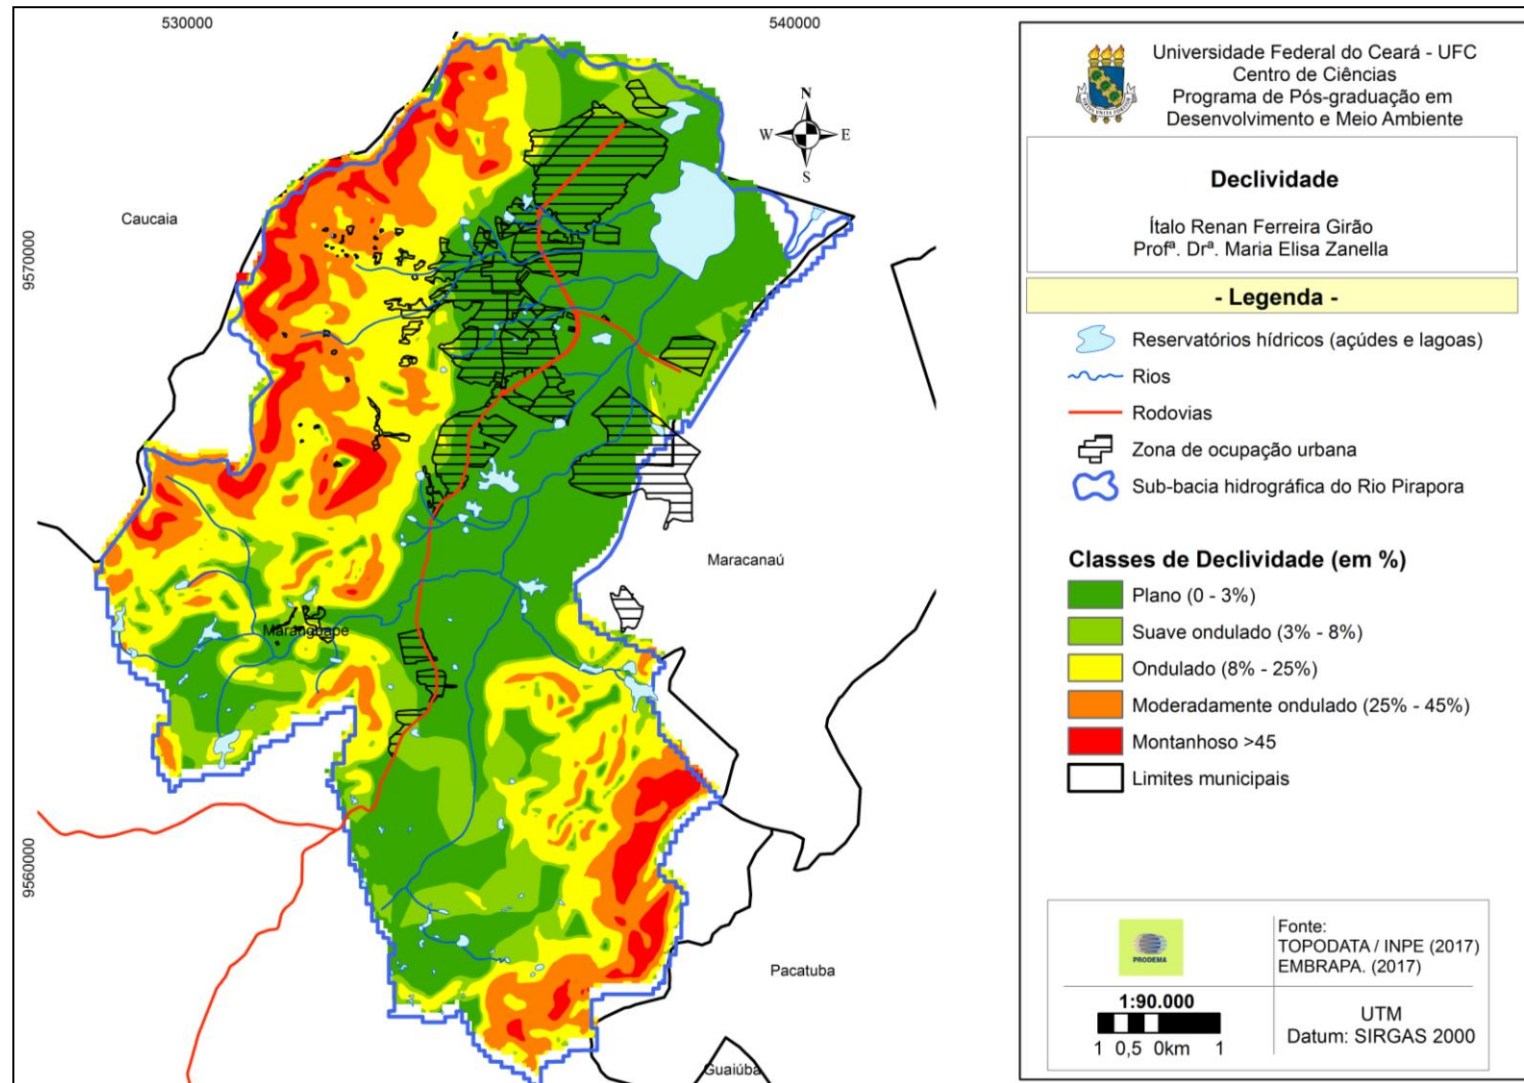 530000
540000
9570000
9560000
N
W
E
S
Caucaia
Marangbape
Maracanaú
Pacatuba
Guaiúba
Universidade Federal do Ceará - UFC
Centro de Ciências
Programa de Pós-graduação em
Desenvolvimento e Meio Ambiente
Declividade
Ítalo Renan Ferreira Girão
Profª. Drª. Maria Elisa Zanella
- Legenda -
Reservatórios hídricos (açúdes e lagoas)
Rios
Rodovias
Zona de ocupação urbana
Sub-bacia hidrográfica do Rio Pirapora
Classes de Declividade (em %)
Plano (0 - 3%)
Suave ondulado (3% - 8%)
Ondulado (8% - 25%)
Moderadamente ondulado (25% - 45%)
Montanhoso >45
Limites municipais
PRODEMA
Fonte:
TOPODATA / INPE (2017)
EMBRAPA. (2017)
1:90.000
1 0,5 0km 1
UTM
Datum: SIRGAS 2000